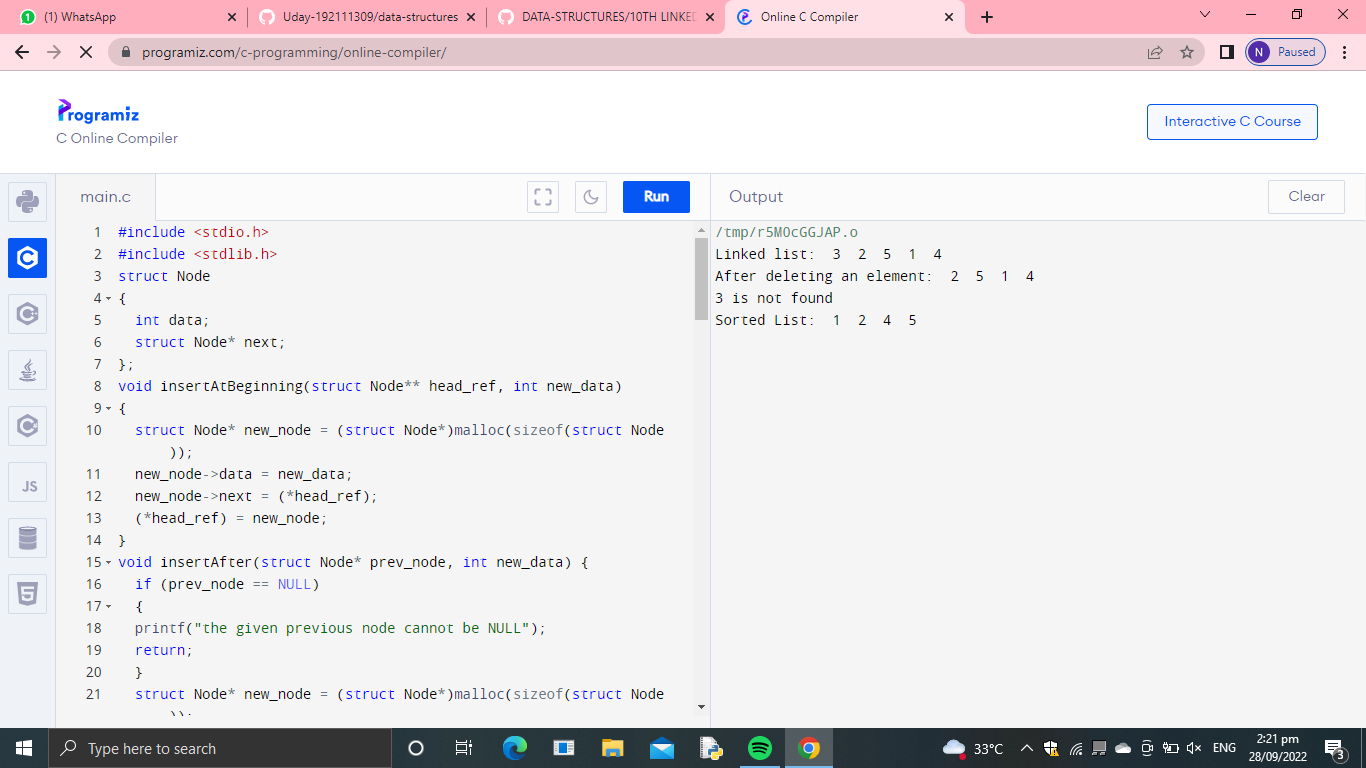 (1) WhatsApp
Uday-192111309/data-structures
DATA-STRUCTURES/10TH LINKED
Online C Compiler
programiz.com/c-programming/online-compiler/
N Paused
Programiz
C Online Compiler
Interactive C Course
main.c
Run
Output
Clear
JS
1 #include <stdio.h>
2 #include <stdlib.h>
3 struct Node
4 {
5 int data;
6 struct Node* next;
7 };
8 void insertAtBeginning(struct Node** head_ref, int new_data)
9 {
10 struct Node* new_node = (struct Node*)malloc(sizeof(struct Node
));
11 new_node->data = new_data;
12 new_node->next = (*head_ref);
13 (*head_ref) = new_node;
14 }
15 void insertAfter(struct Node* prev_node, int new_data) {
16 if (prev_node == NULL)
17 {
18 printf("the given previous node cannot be NULL");
19 return;
20 }
21 struct Node* new_node = (struct Node*)malloc(sizeof(struct Node
));
/tmp/r5MOcGGJAP.o
Linked list: 3 2 5 1 4
After deleting an element: 2 5 1 4
3 is not found
Sorted List: 1 2 4 5
Type here to search
33°C
ENG
2:21 pm
28/09/2022
3